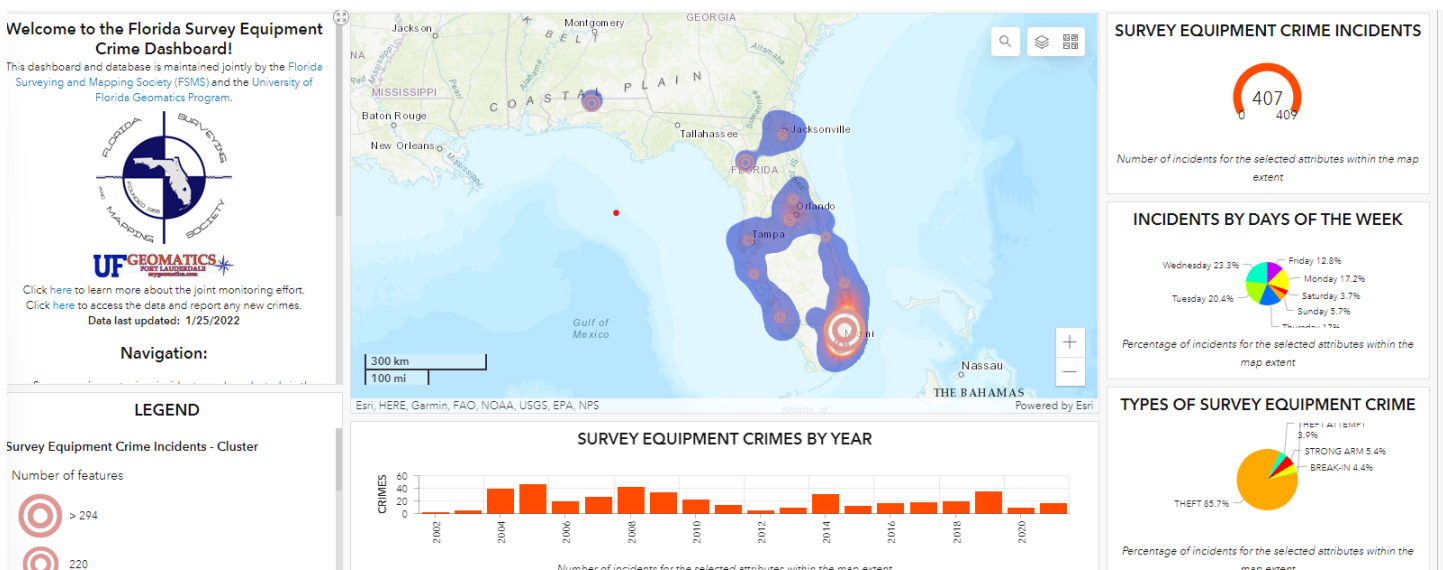 Welcome to the Florida Survey Equipment
Crime Dashboard!
This dashboard and database is maintained jointly by the Florida
Surveying and Mapping Society (FSMS) and the University of
Florida Geomatics Program.
FLORIDA SURVEYING
AND MAPPING SOCIETY
UF GEOMATICS
FORT LAUDERDALE
Click here to learn more about the joint monitoring effort.
Click here to access the data and report any new crimes.
Data last updated: 1/25/2022
Navigation:
LEGEND
Survey Equipment Crime Incidents - Cluster
Number of features
> 294
220
Jackson
Montgomery
GEORGIA
BELT
Altamaha
MISSISSIPPI
COASTAL PLAIN
Baton Rouge
Tallahassee
Jacksonville
New Orleans
Mississippi
FLORIDA
Orlando
Tampa
Gulf of
Mexico
Nassau
THE BAHAMAS
300 km
100 mi
+
−
Esri, HERE, Garmin, FAO, NOAA, USGS, EPA, NPS
Straits of
Powered by Esri
SURVEY EQUIPMENT CRIMES BY YEAR
CRIMES
60
40
20
0
2002
2004
2006
2008
2010
2012
2014
2016
2018
2020
Number of incidents for the selected attributes within the map extent
SURVEY EQUIPMENT CRIME INCIDENTS
407
0
409
Number of incidents for the selected attributes within the map
extent
INCIDENTS BY DAYS OF THE WEEK
Wednesday 23.3%
Friday 12.8%
Monday 17.2%
Tuesday 20.4%
Saturday 3.7%
Sunday 5.7%
Thursday 17%
Percentage of incidents for the selected attributes within the
map extent
TYPES OF SURVEY EQUIPMENT CRIME
THEFT ATTEMPT
3.9%
STRONG ARM 5.4%
BREAK-IN 4.4%
THEFT 85.7%
Percentage of incidents for the selected attributes within the
map extent